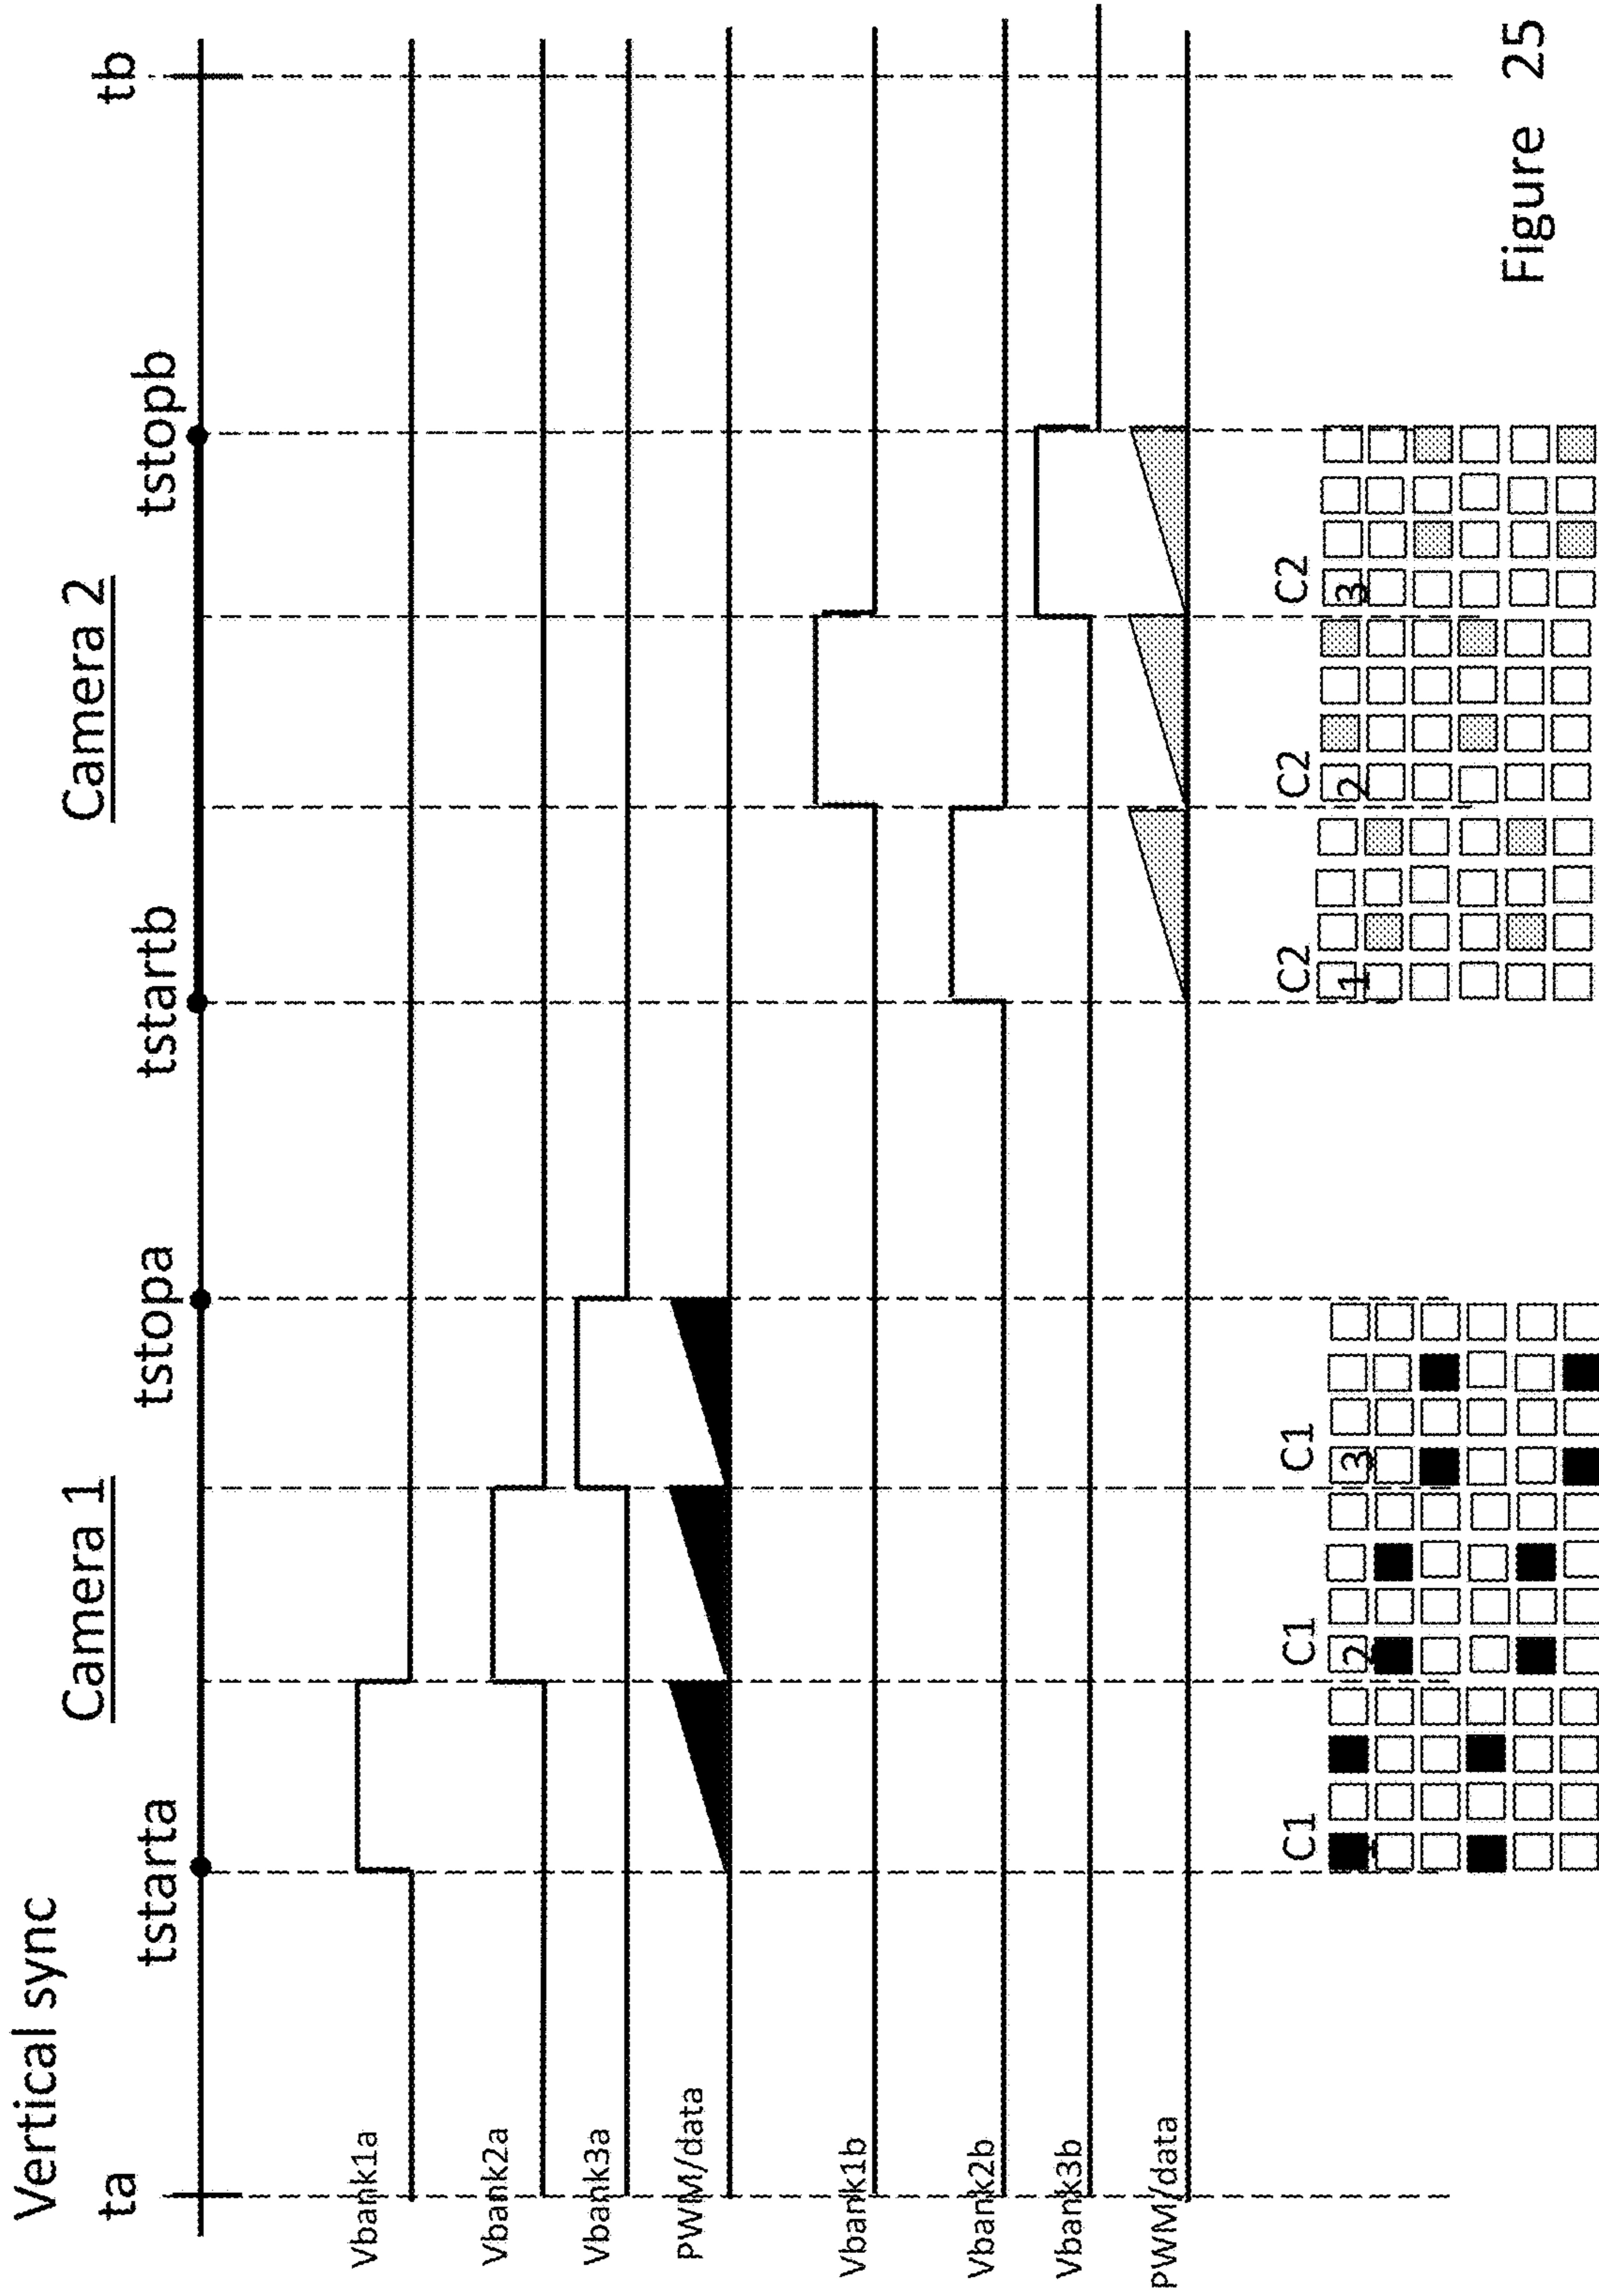 Vertical sync
Camera 1
Camera 2
ta
tstarta
tstopa
tstartb
tstopb
tb
Vbank1a
Vbank2a
Vbank3a
PWM/data
Vbank1b
Vbank2b
Vbank3b
PWM/data
C1
1
C1
2
C1
3
C2
1
C2
2
C2
3
Figure 25